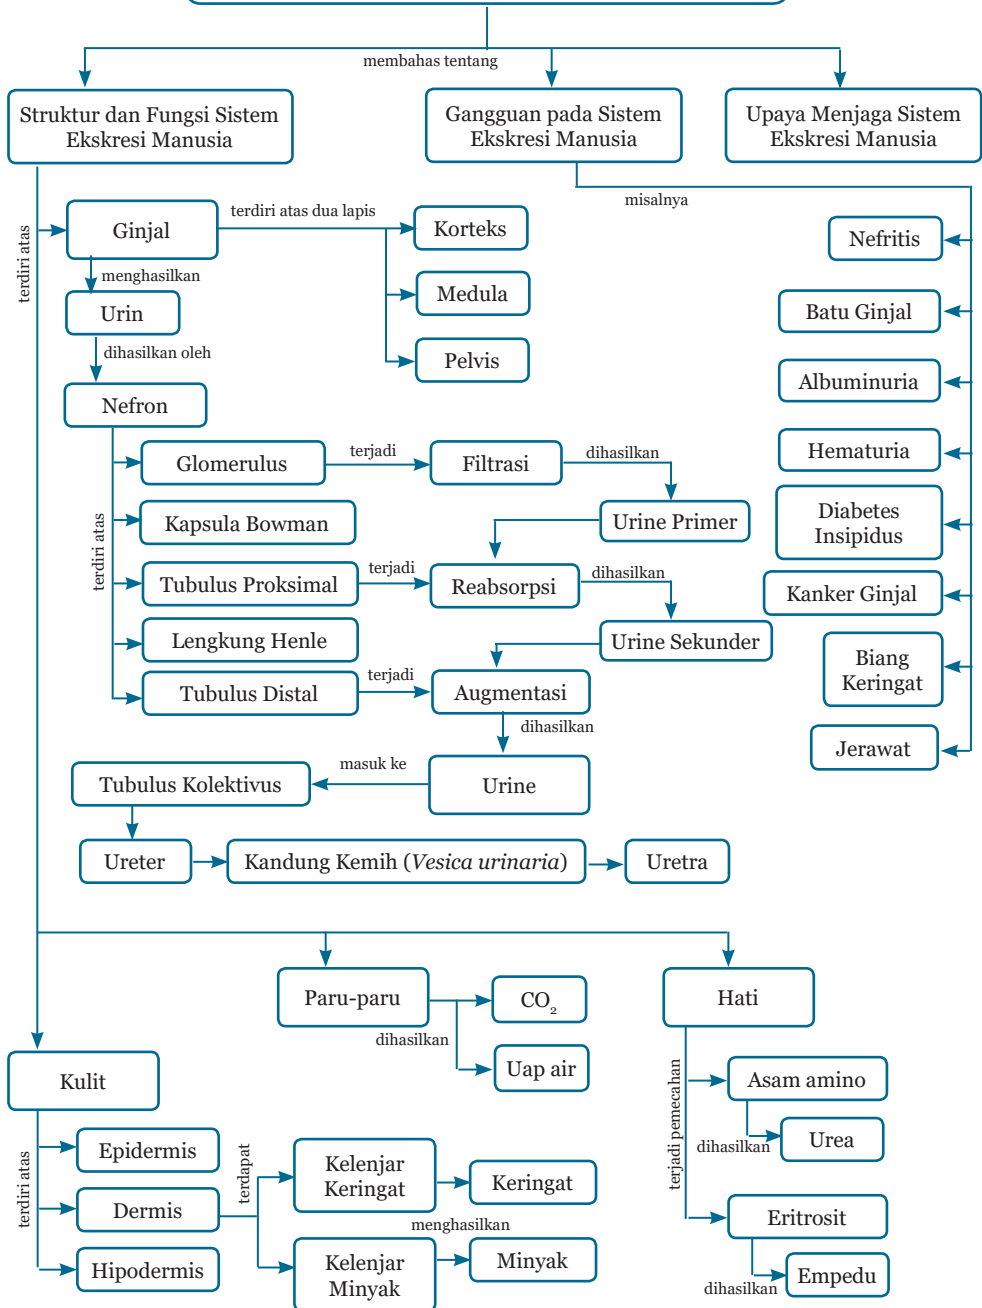 membahas tentang
Struktur dan Fungsi Sistem
Ekskresi Manusia
Gangguan pada Sistem
Ekskresi Manusia
Upaya Menjaga Sistem
Ekskresi Manusia
misalnya
terdiri atas
Ginjal
terdiri atas dua lapis
Korteks
Medula
Pelvis
menghasilkan
Urin
dihasilkan oleh
Nefron
terdiri atas
Glomerulus
terjadi
Filtrasi
dihasilkan
Urine Primer
Kapsula Bowman
Tubulus Proksimal
terjadi
Reabsorpsi
dihasilkan
Urine Sekunder
Lengkung Henle
Tubulus Distal
terjadi
Augmentasi
dihasilkan
Urine
masuk ke
Tubulus Kolektivus
Ureter
Kandung Kemih (Vesica urinaria)
Uretra
Nefritis
Batu Ginjal
Albuminuria
Hematuria
Diabetes
Insipidus
Kanker Ginjal
Biang
Keringat
Jerawat
Paru-paru
dihasilkan
CO₂
Uap air
Hati
terjadi pemecahan
Asam amino
dihasilkan
Urea
Eritrosit
dihasilkan
Empedu
Kulit
terdiri atas
Epidermis
Dermis
Hipodermis
terdapat
Kelenjar
Keringat
Keringat
menghasilkan
Kelenjar
Minyak
Minyak